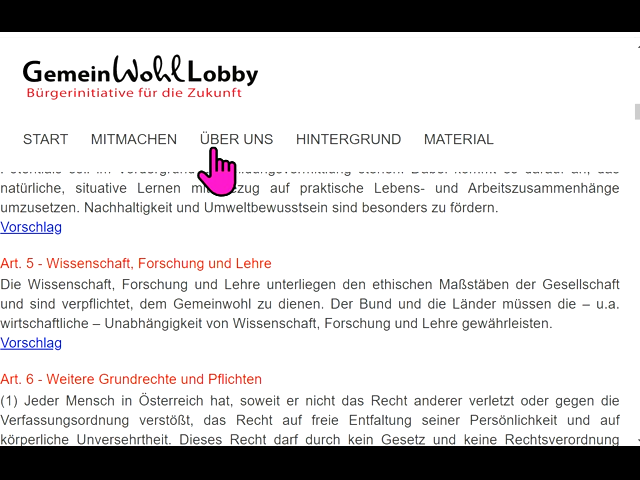 GemeinWohlLobby
Bürgerinitiative für die Zukunft
START MITMACHEN ÜBER UNS HINTERGRUND MATERIAL
natürliche, situative Lernen mit Bezug auf praktische Lebens- und Arbeitszusammenhänge
umzusetzen. Nachhaltigkeit und Umweltbewusstsein sind besonders zu fördern.
Vorschlag
Art. 5 - Wissenschaft, Forschung und Lehre
Die Wissenschaft, Forschung und Lehre unterliegen den ethischen Maßstäben der Gesellschaft
und sind verpflichtet, dem Gemeinwohl zu dienen. Der Bund und die Länder müssen die – u.a.
wirtschaftliche – Unabhängigkeit von Wissenschaft, Forschung und Lehre gewährleisten.
Vorschlag
Art. 6 - Weitere Grundrechte und Pflichten
(1) Jeder Mensch in Österreich hat, soweit er nicht das Recht anderer verletzt oder gegen die
Verfassungsordnung verstößt, das Recht auf freie Entfaltung seiner Persönlichkeit und auf
körperliche Unversehrtheit. Dieses Recht darf durch kein Gesetz und keine Rechtsverordnung